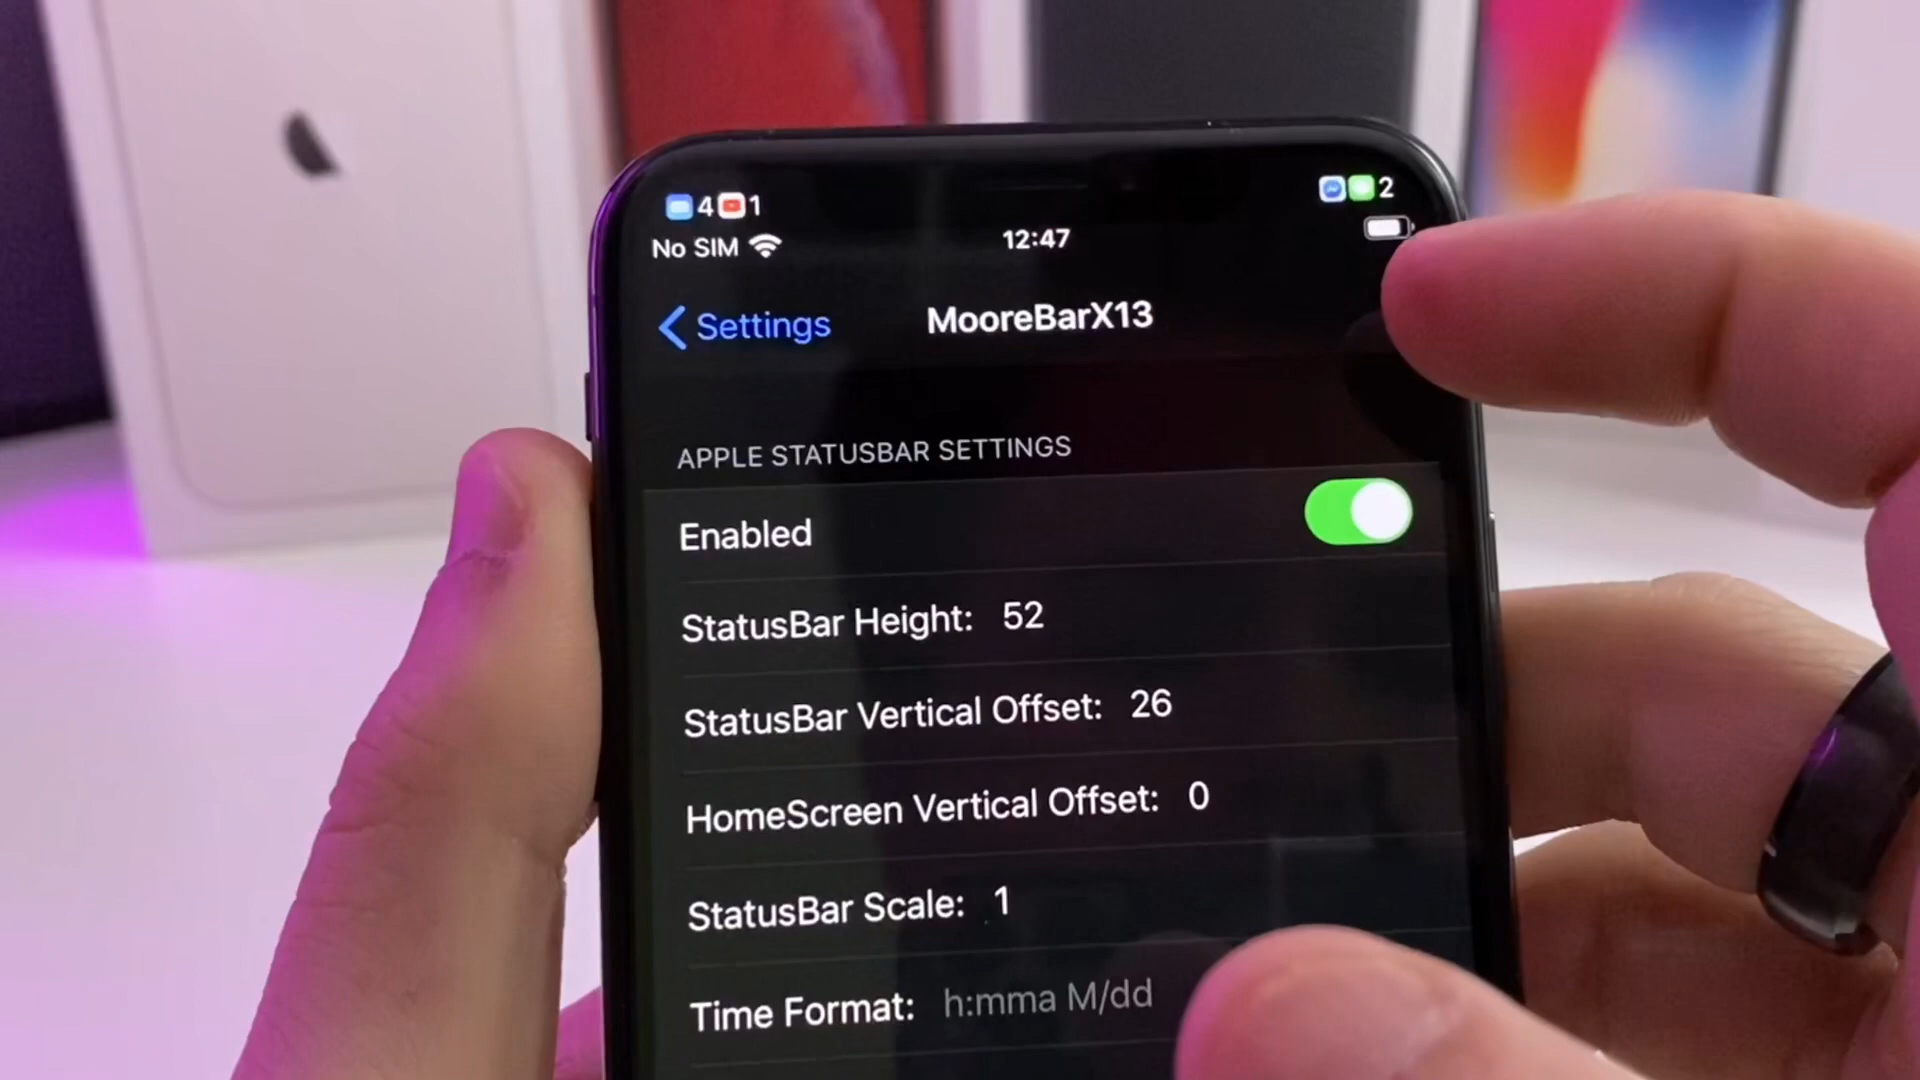 4 1
2
No SIM
12:47
Settings
MooreBarX13
APPLE STATUSBAR SETTINGS
Enabled
StatusBar Height: 52
StatusBar Vertical Offset: 26
HomeScreen Vertical Offset: 0
StatusBar Scale: 1
Time Format: h:mma M/dd